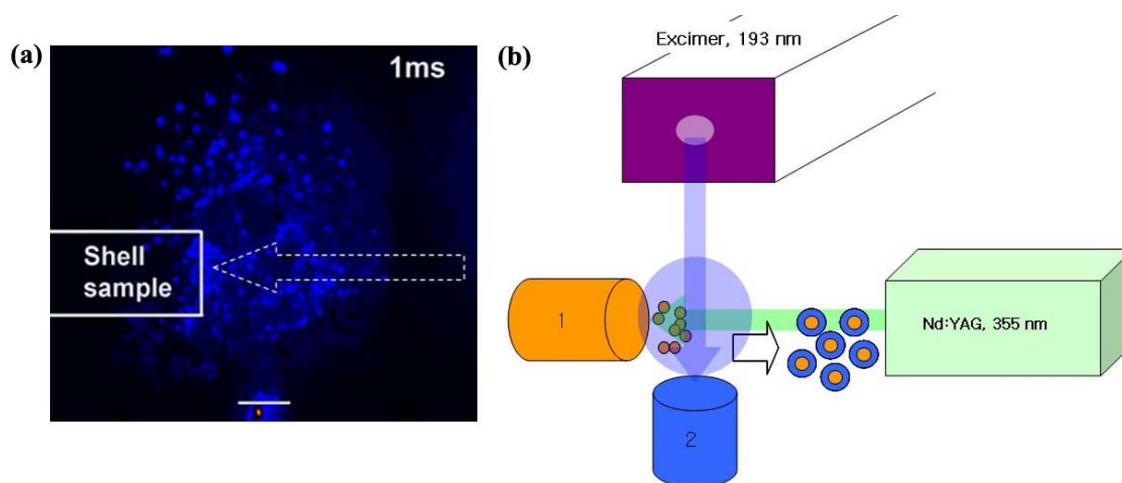 (a)
1ms
Shell
sample
(b)
Excimer, 193 nm
1
2
Nd:YAG, 355 nm